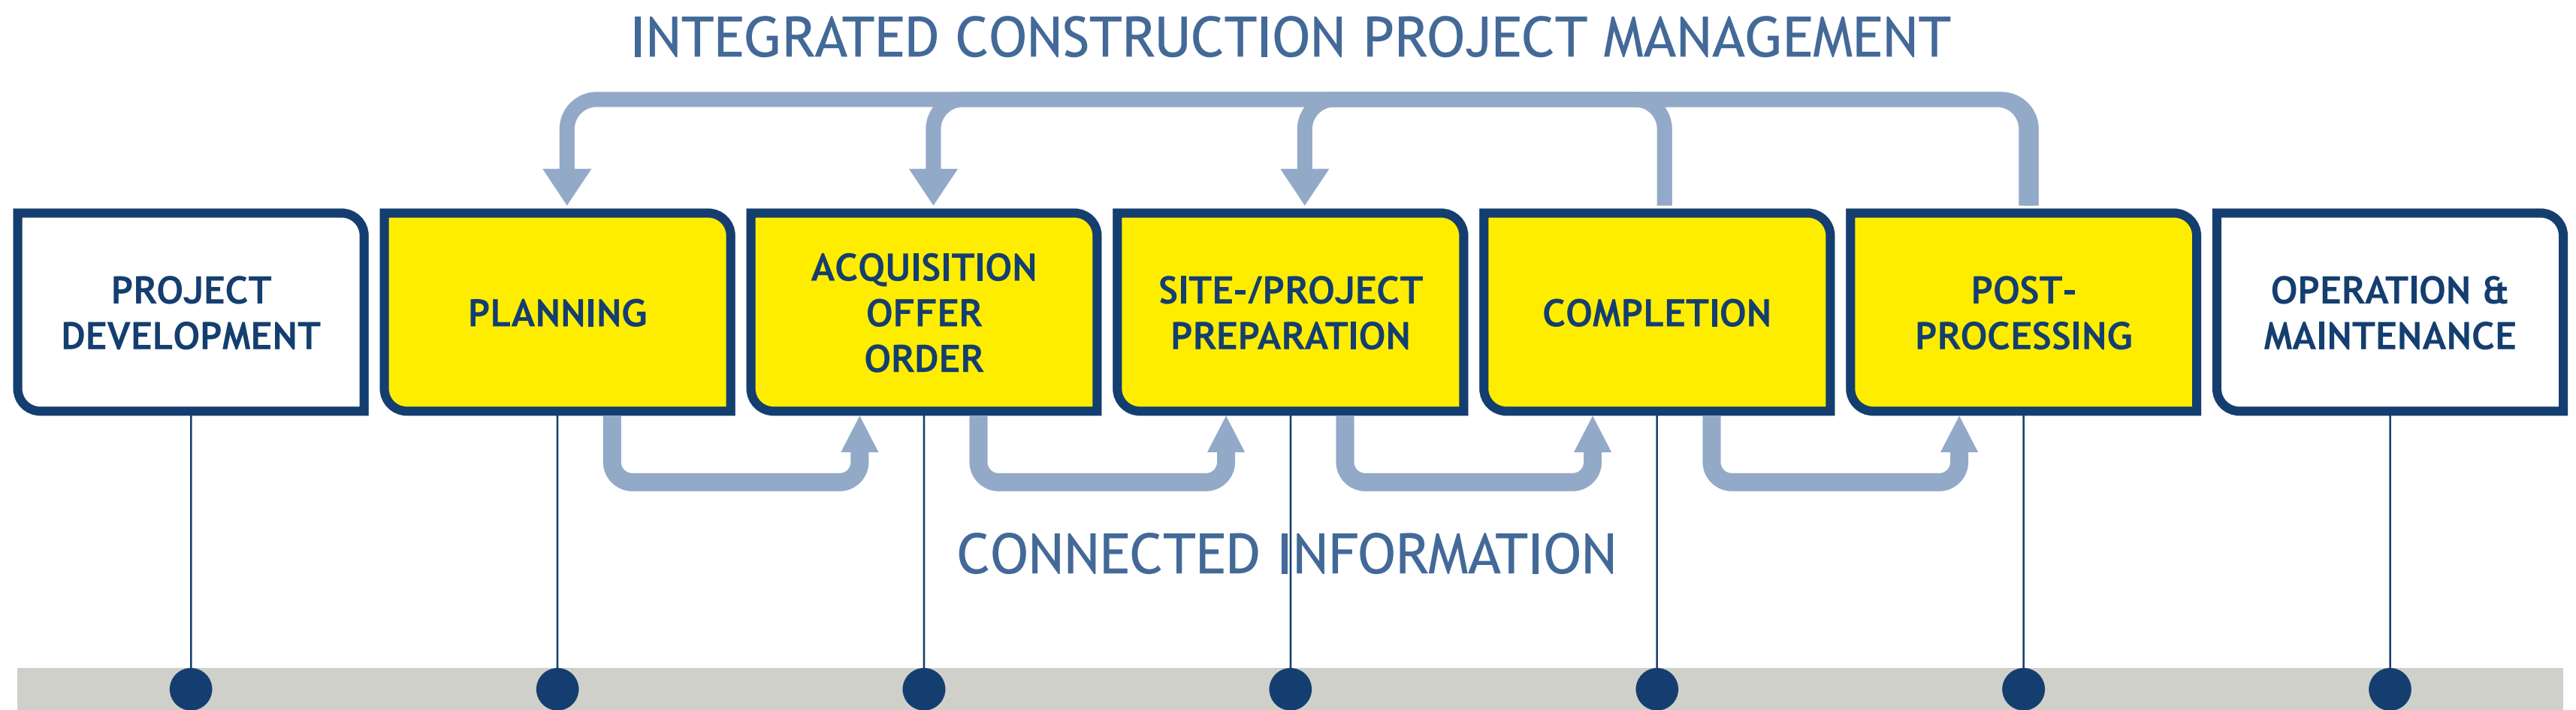 INTEGRATED CONSTRUCTION PROJECT MANAGEMENT
PROJECT
DEVELOPMENT
PLANNING
ACQUISITION
OFFER
ORDER
SITE-/PROJECT
PREPARATION
COMPLETION
POST-
PROCESSING
OPERATION &
MAINTENANCE
CONNECTED INFORMATION